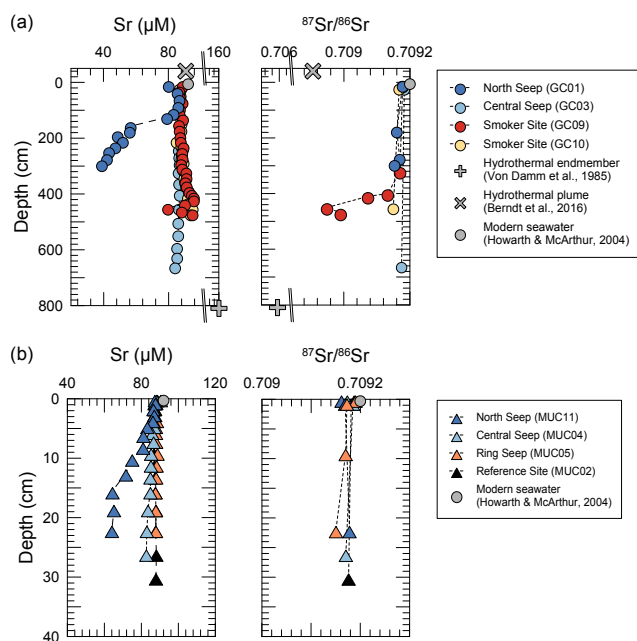 (a)
Sr (µM)
⁸⁷Sr/⁸⁶Sr
40 80 160
0.706 0.709 0.7092
0
200
400
600
800
Depth (cm)
North Seep (GC01)
Central Seep (GC03)
Smoker Site (GC09)
Smoker Site (GC10)
Hydrothermal endmember
(Von Damm et al., 1985)
Hydrothermal plume
(Berndt et al., 2016)
Modern seawater
(Howarth & McArthur, 2004)
(b)
Sr (µM)
⁸⁷Sr/⁸⁶Sr
40 80 120
0.709 0.7092
0
10
20
30
40
Depth (cm)
North Seep (MUC11)
Central Seep (MUC04)
Ring Seep (MUC05)
Reference Site (MUC02)
Modern seawater
(Howarth & McArthur, 2004)